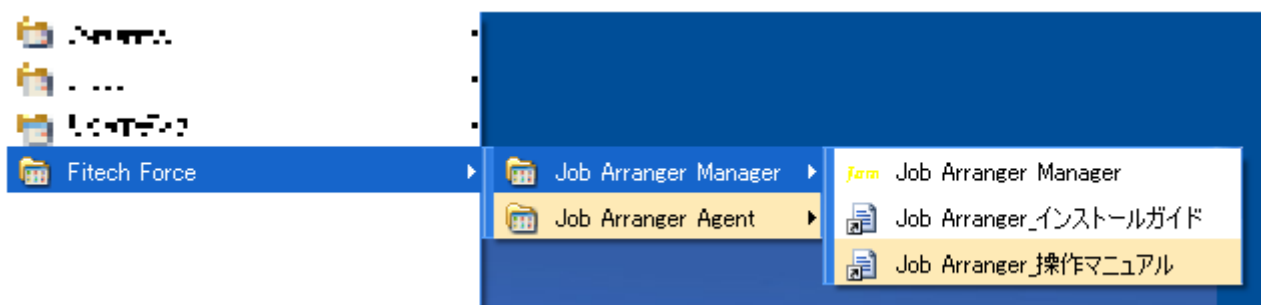 Fitech Force
Job Arranger Manager
Job Arranger Agent
Jam Job Arranger Manager
Job Arranger_インストールガイド
Job Arranger_操作マニュアル